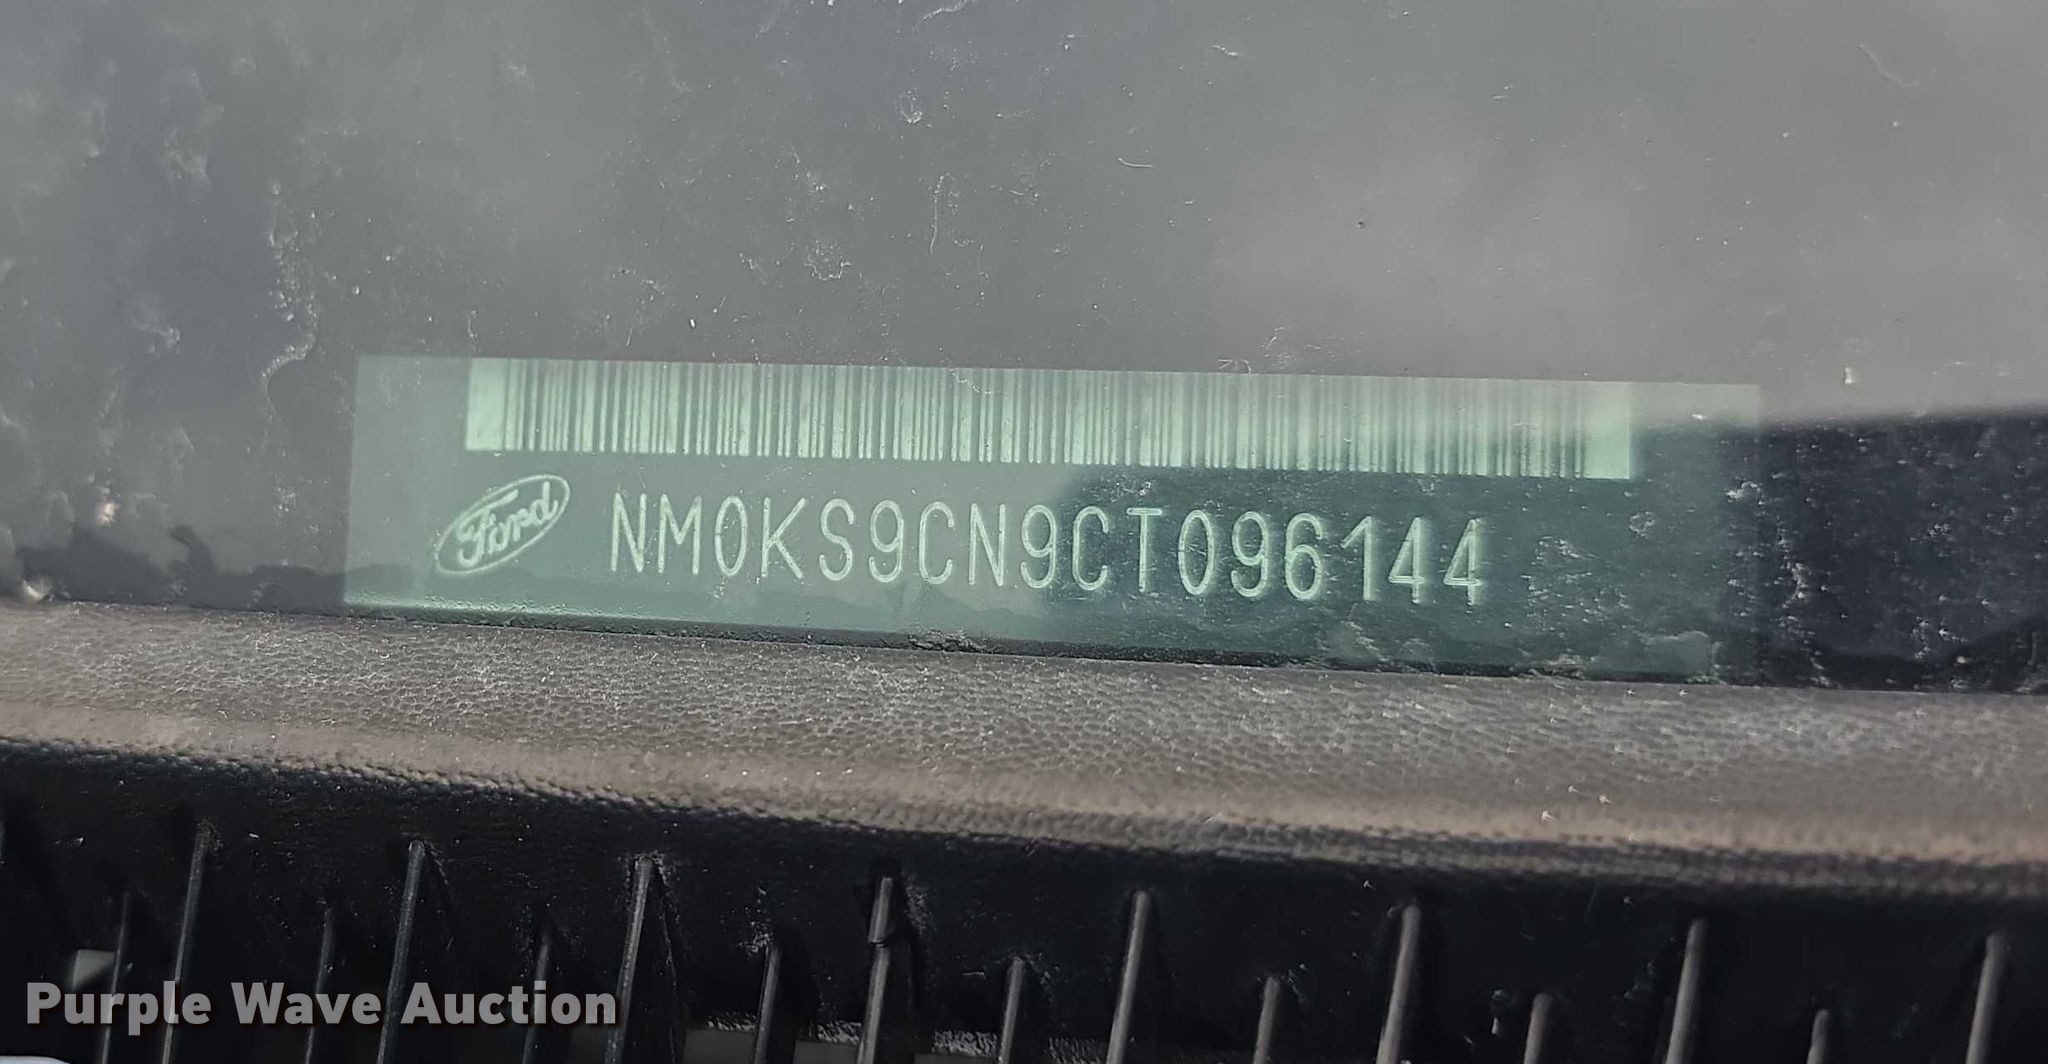 Ford NM0KS9CN9CT096144
Purple Wave Auction